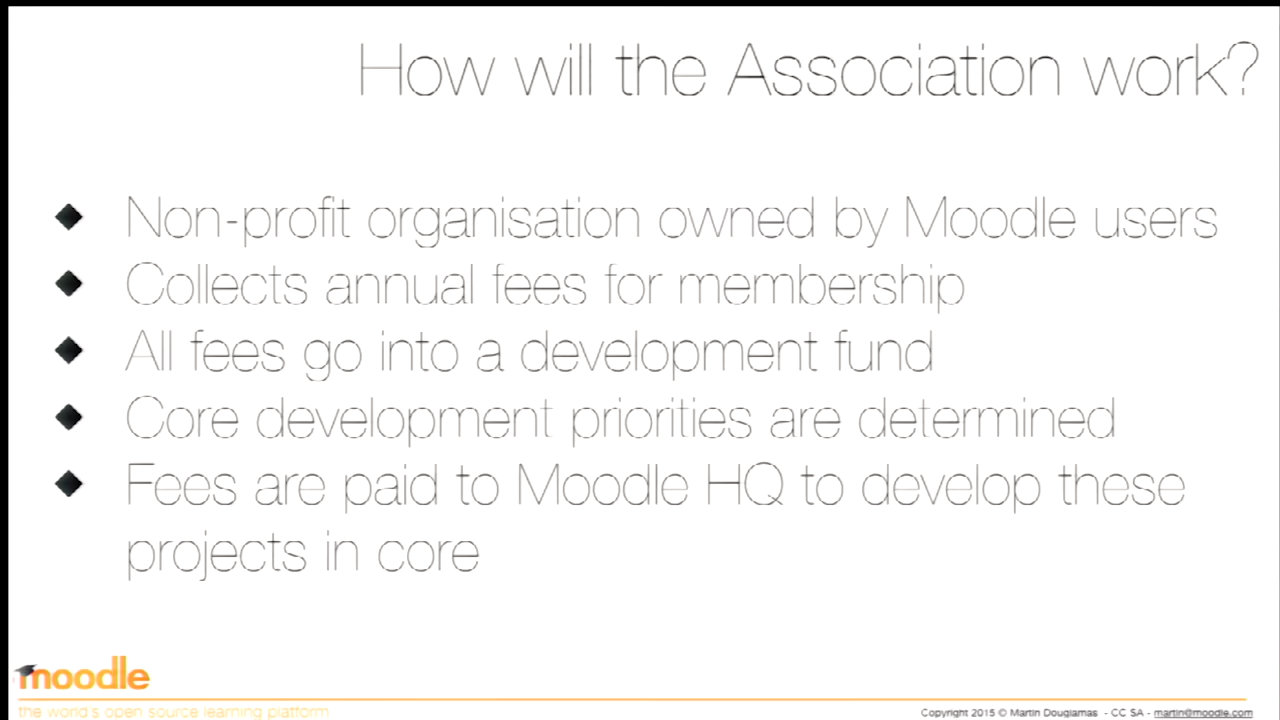 How will the Association work?
Non-profit organisation owned by Moodle users
Collects annual fees for membership
All fees go into a development fund
Core development priorities are determined
Fees are paid to Moodle HQ to develop these
projects in core
moodle
the world's open source learning platform
Copyright 2015 © Martin Dougiamas - CC SA - martin@moodle.com